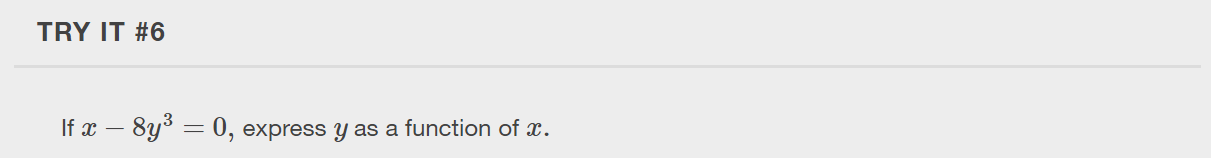 TRY IT #6
If x − 8y³ = 0, express y as a function of x.